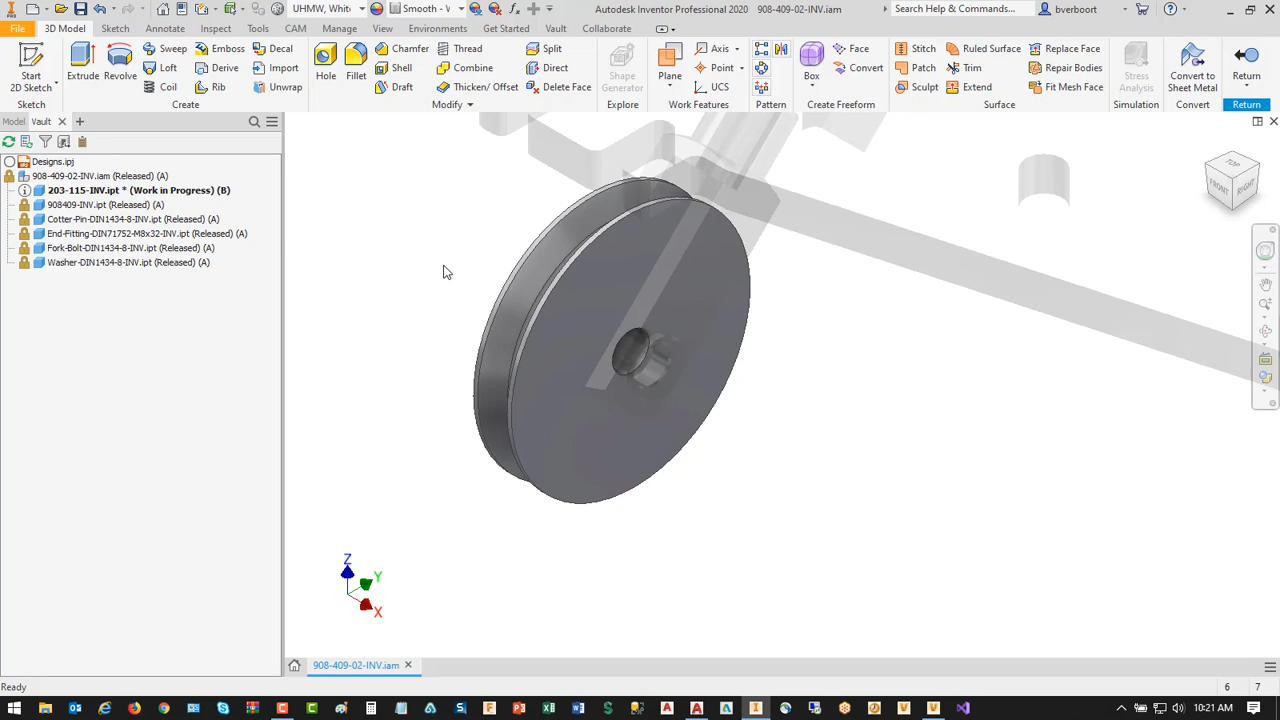 UHMW, White
Smooth -
Autodesk Inventor Professional 2020 908-409-02-INV.iam
Search Help & Commands...
bverboort
File 3D Model Sketch Annotate Inspect Tools CAM Manage View Environments Get Started Vault Collaborate
Start
2D Sketch
Extrude
Revolve
Sweep
Loft
Coil
Emboss
Derive
Rib
Decal
Import
Unwrap
Hole
Fillet
Chamfer
Shell
Draft
Thread
Combine
Thicken/ Offset
Split
Direct
Delete Face
Shape
Generator
Plane
Axis
Point
UCS
Box
Face
Convert
Stitch
Patch
Sculpt
Ruled Surface
Trim
Extend
Replace Face
Repair Bodies
Fit Mesh Face
Stress
Analysis
Convert to
Sheet Metal
Return
Sketch Create Modify Explore Work Features Pattern Create Freeform Surface Simulation Convert Return
Model Vault
Designs.ipj
908-409-02-INV.iam (Released) (A)
203-115-INV.ipt * (Work in Progress) (B)
908409-INV.ipt (Released) (A)
Cotter-Pin-DIN1434-8-INV.ipt (Released) (A)
End-Fitting-DIN71752-M8x32-INV.ipt (Released) (A)
Fork-Bolt-DIN1434-8-INV.ipt (Released) (A)
Washer-DIN1434-8-INV.ipt (Released) (A)
TOP
FRONT
RIGHT
Z
Y
X
908-409-02-INV.iam
Ready
6 7
10:21 AM